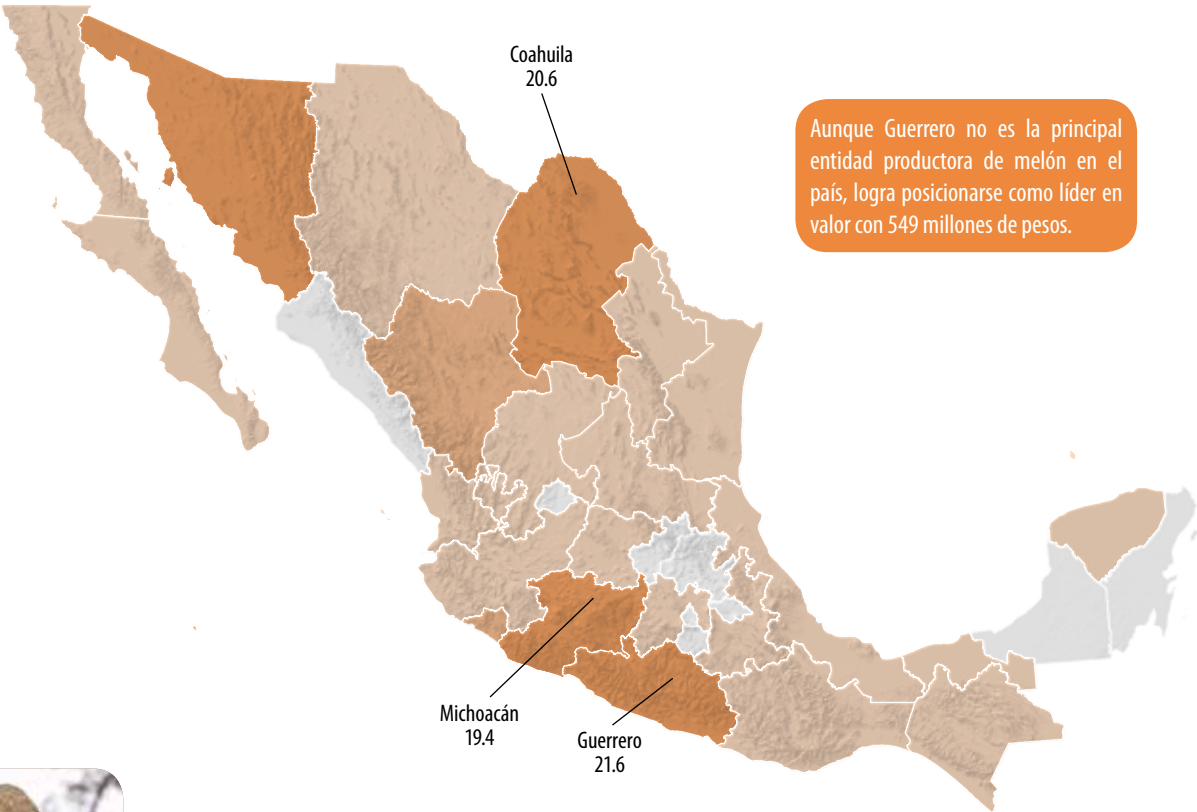 Coahuila
20.6
Aunque Guerrero no es la principal
entidad productora de melón en el
país, logra posicionarse como líder en
valor con 549 millones de pesos.
Michoacán
19.4
Guerrero
21.6